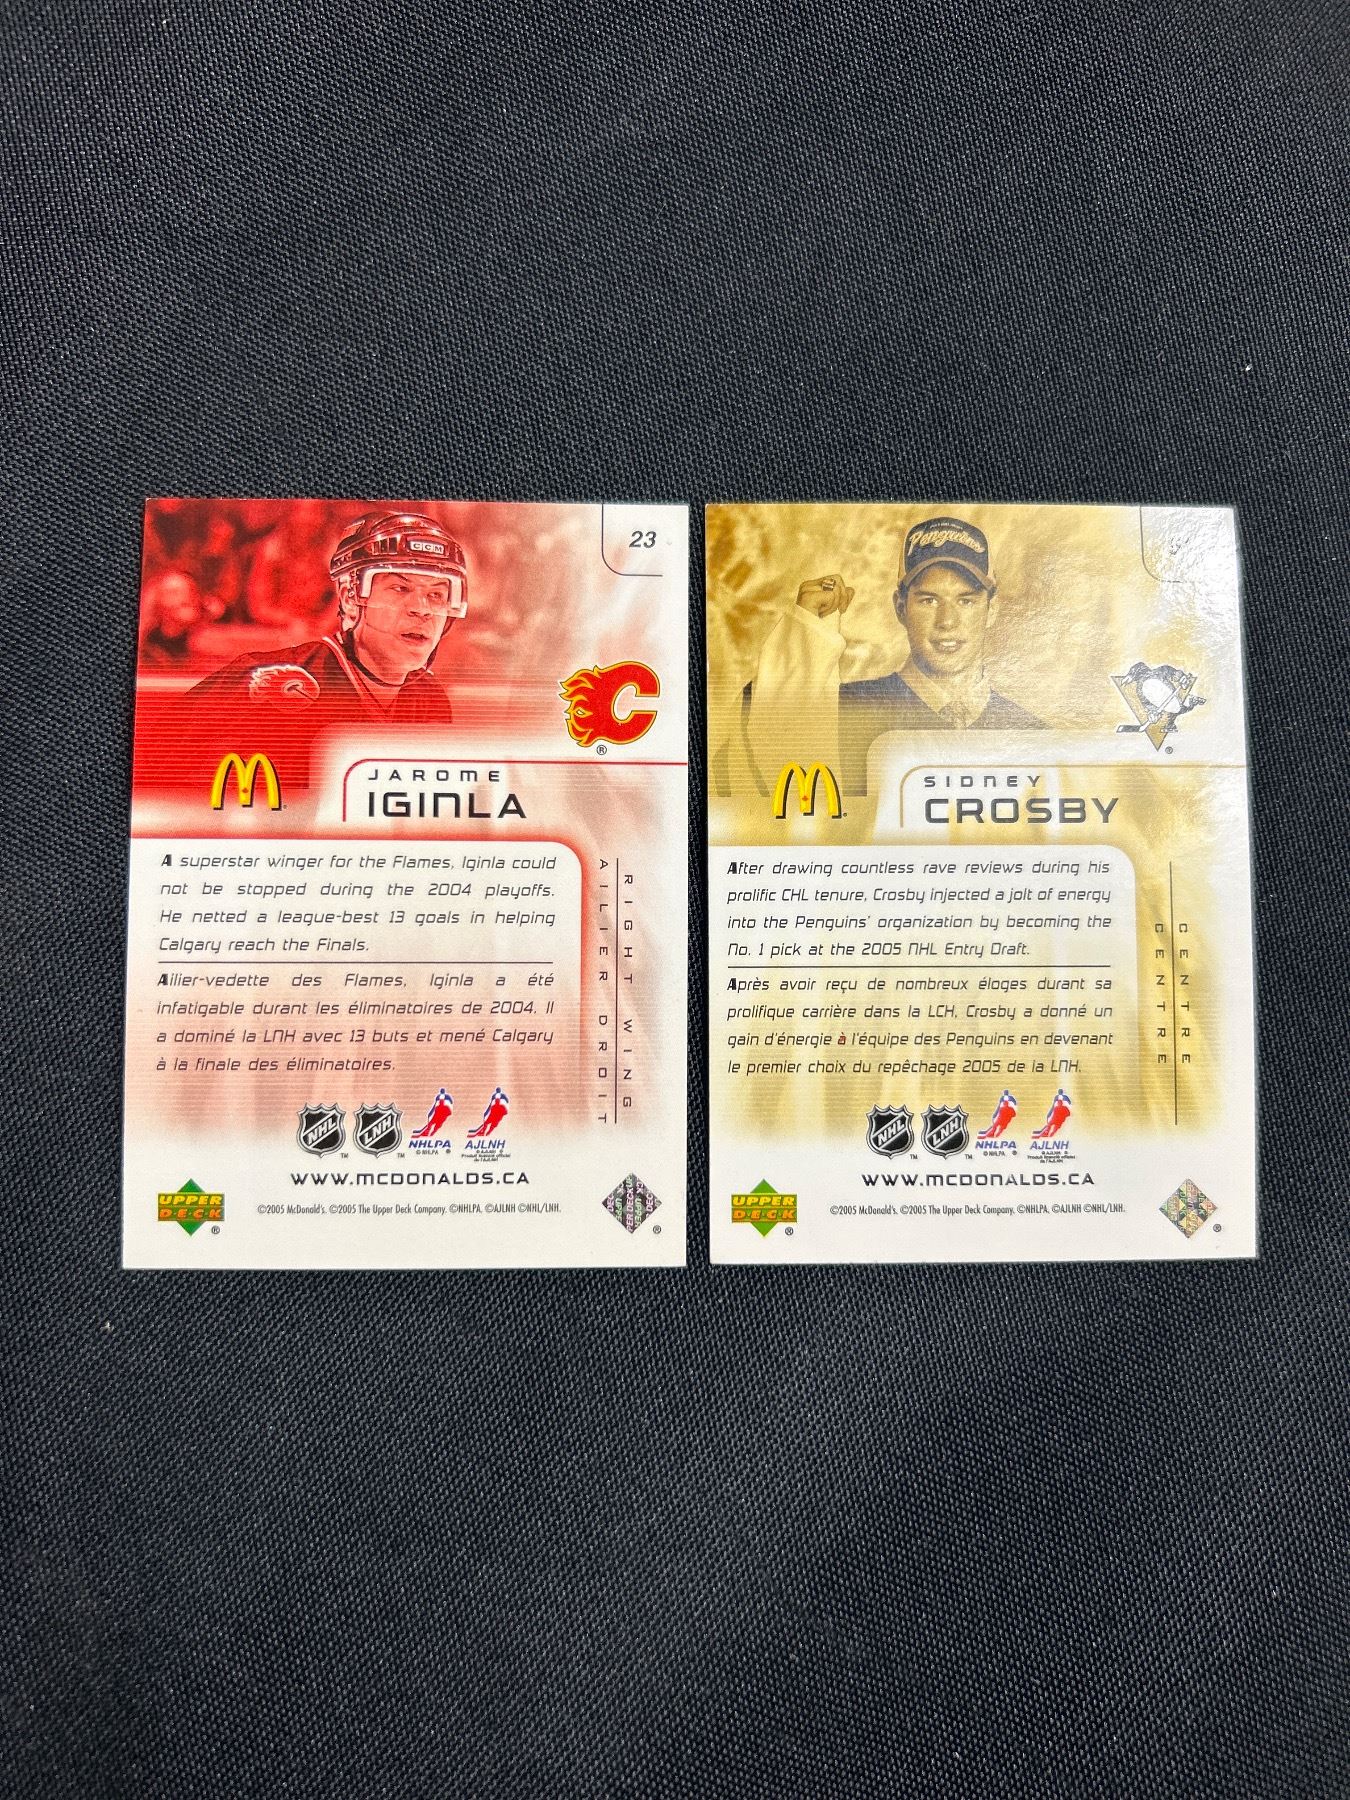 23
CCM
JAROME
IGINLA
A superstar winger for the Flames, Iginla could
not be stopped during the 2004 playoffs.
He netted a league-best 13 goals in helping
Calgary reach the Finals.
Ailier-vedette des Flames, Iginla a été
infatigable durant les éliminatoires de 2004. Il
a dominé la LNH avec 13 buts et mené Calgary
à la finale des éliminatoires.
RIGHT WING
AILIER DROIT
NHL
LNH
NHLPA
© NHLPA
AJLNH
WWW.MCDONALDS.CA
UPPER
DECK
©2005 McDonald's. ©2005 The Upper Deck Company. ©NHLPA. ©AJLNH ©NHL/LNH.
Penguins
SIDNEY
CROSBY
After drawing countless rave reviews during his
prolific CHL tenure, Crosby injected a jolt of energy
into the Penguins' organization by becoming the
No. 1 pick at the 2005 NHL Entry Draft.
Après avoir reçu de nombreux éloges durant sa
prolifique carrière dans la LCH, Crosby a donné un
gain d'énergie à l'équipe des Penguins en devenant
le premier choix du repêchage 2005 de la LNH.
CENTRE
CENTRE
NHL
LNH
NHLPA
© NHLPA
AJLNH
WWW.MCDONALDS.CA
UPPER
DECK
©2005 McDonald's. ©2005 The Upper Deck Company. ©NHLPA. ©AJLNH ©NHL/LNH.